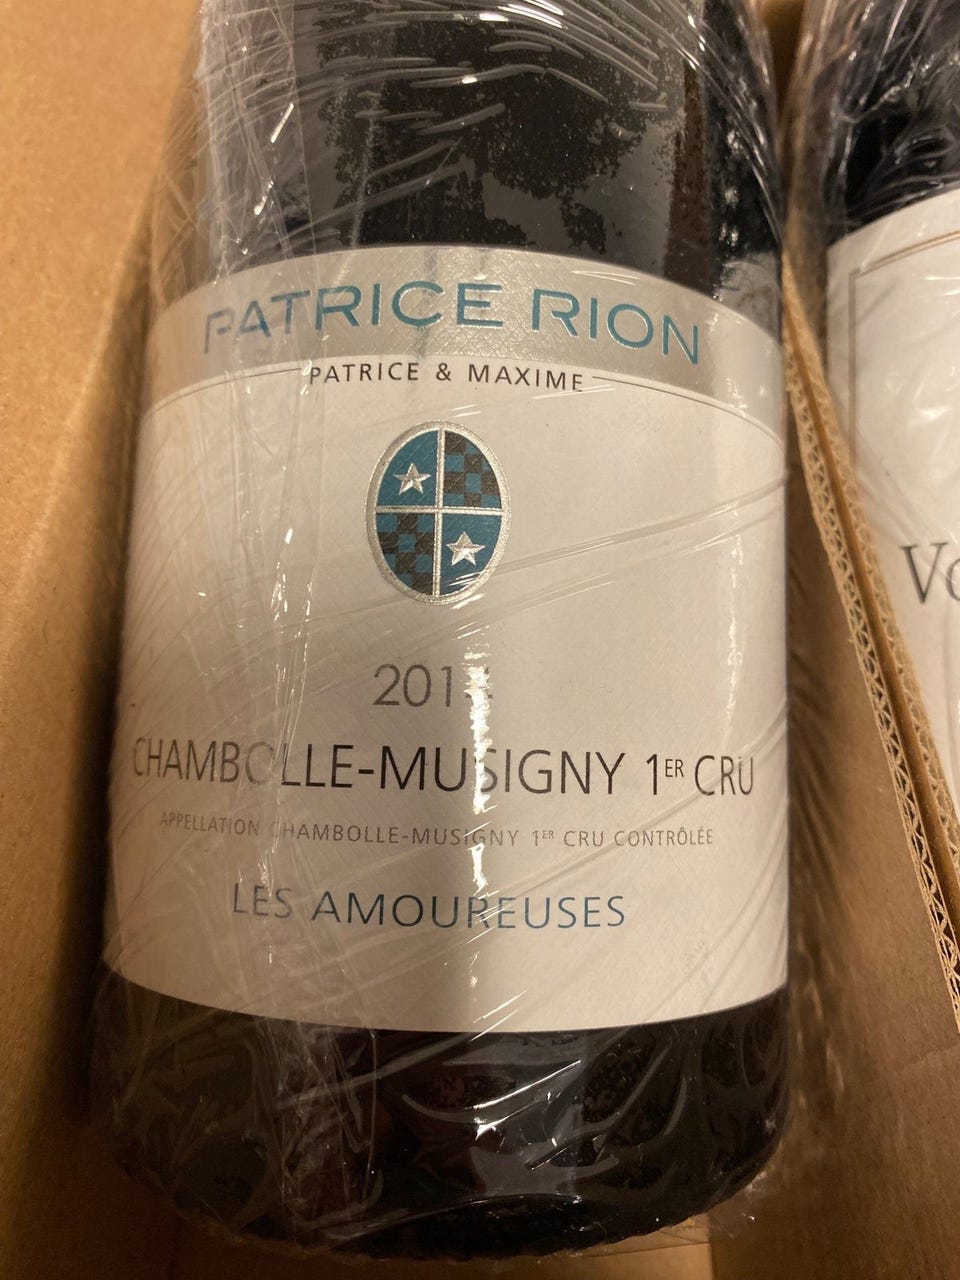 PATRICE RION
PATRICE & MAXIME
CHAMBOLLE-MUSIGNY 1ER CRU
APPELLATION CHAMBOLLE-MUSIGNY 1ER CRU CONTRÔLÉE
LES AMOUREUSES